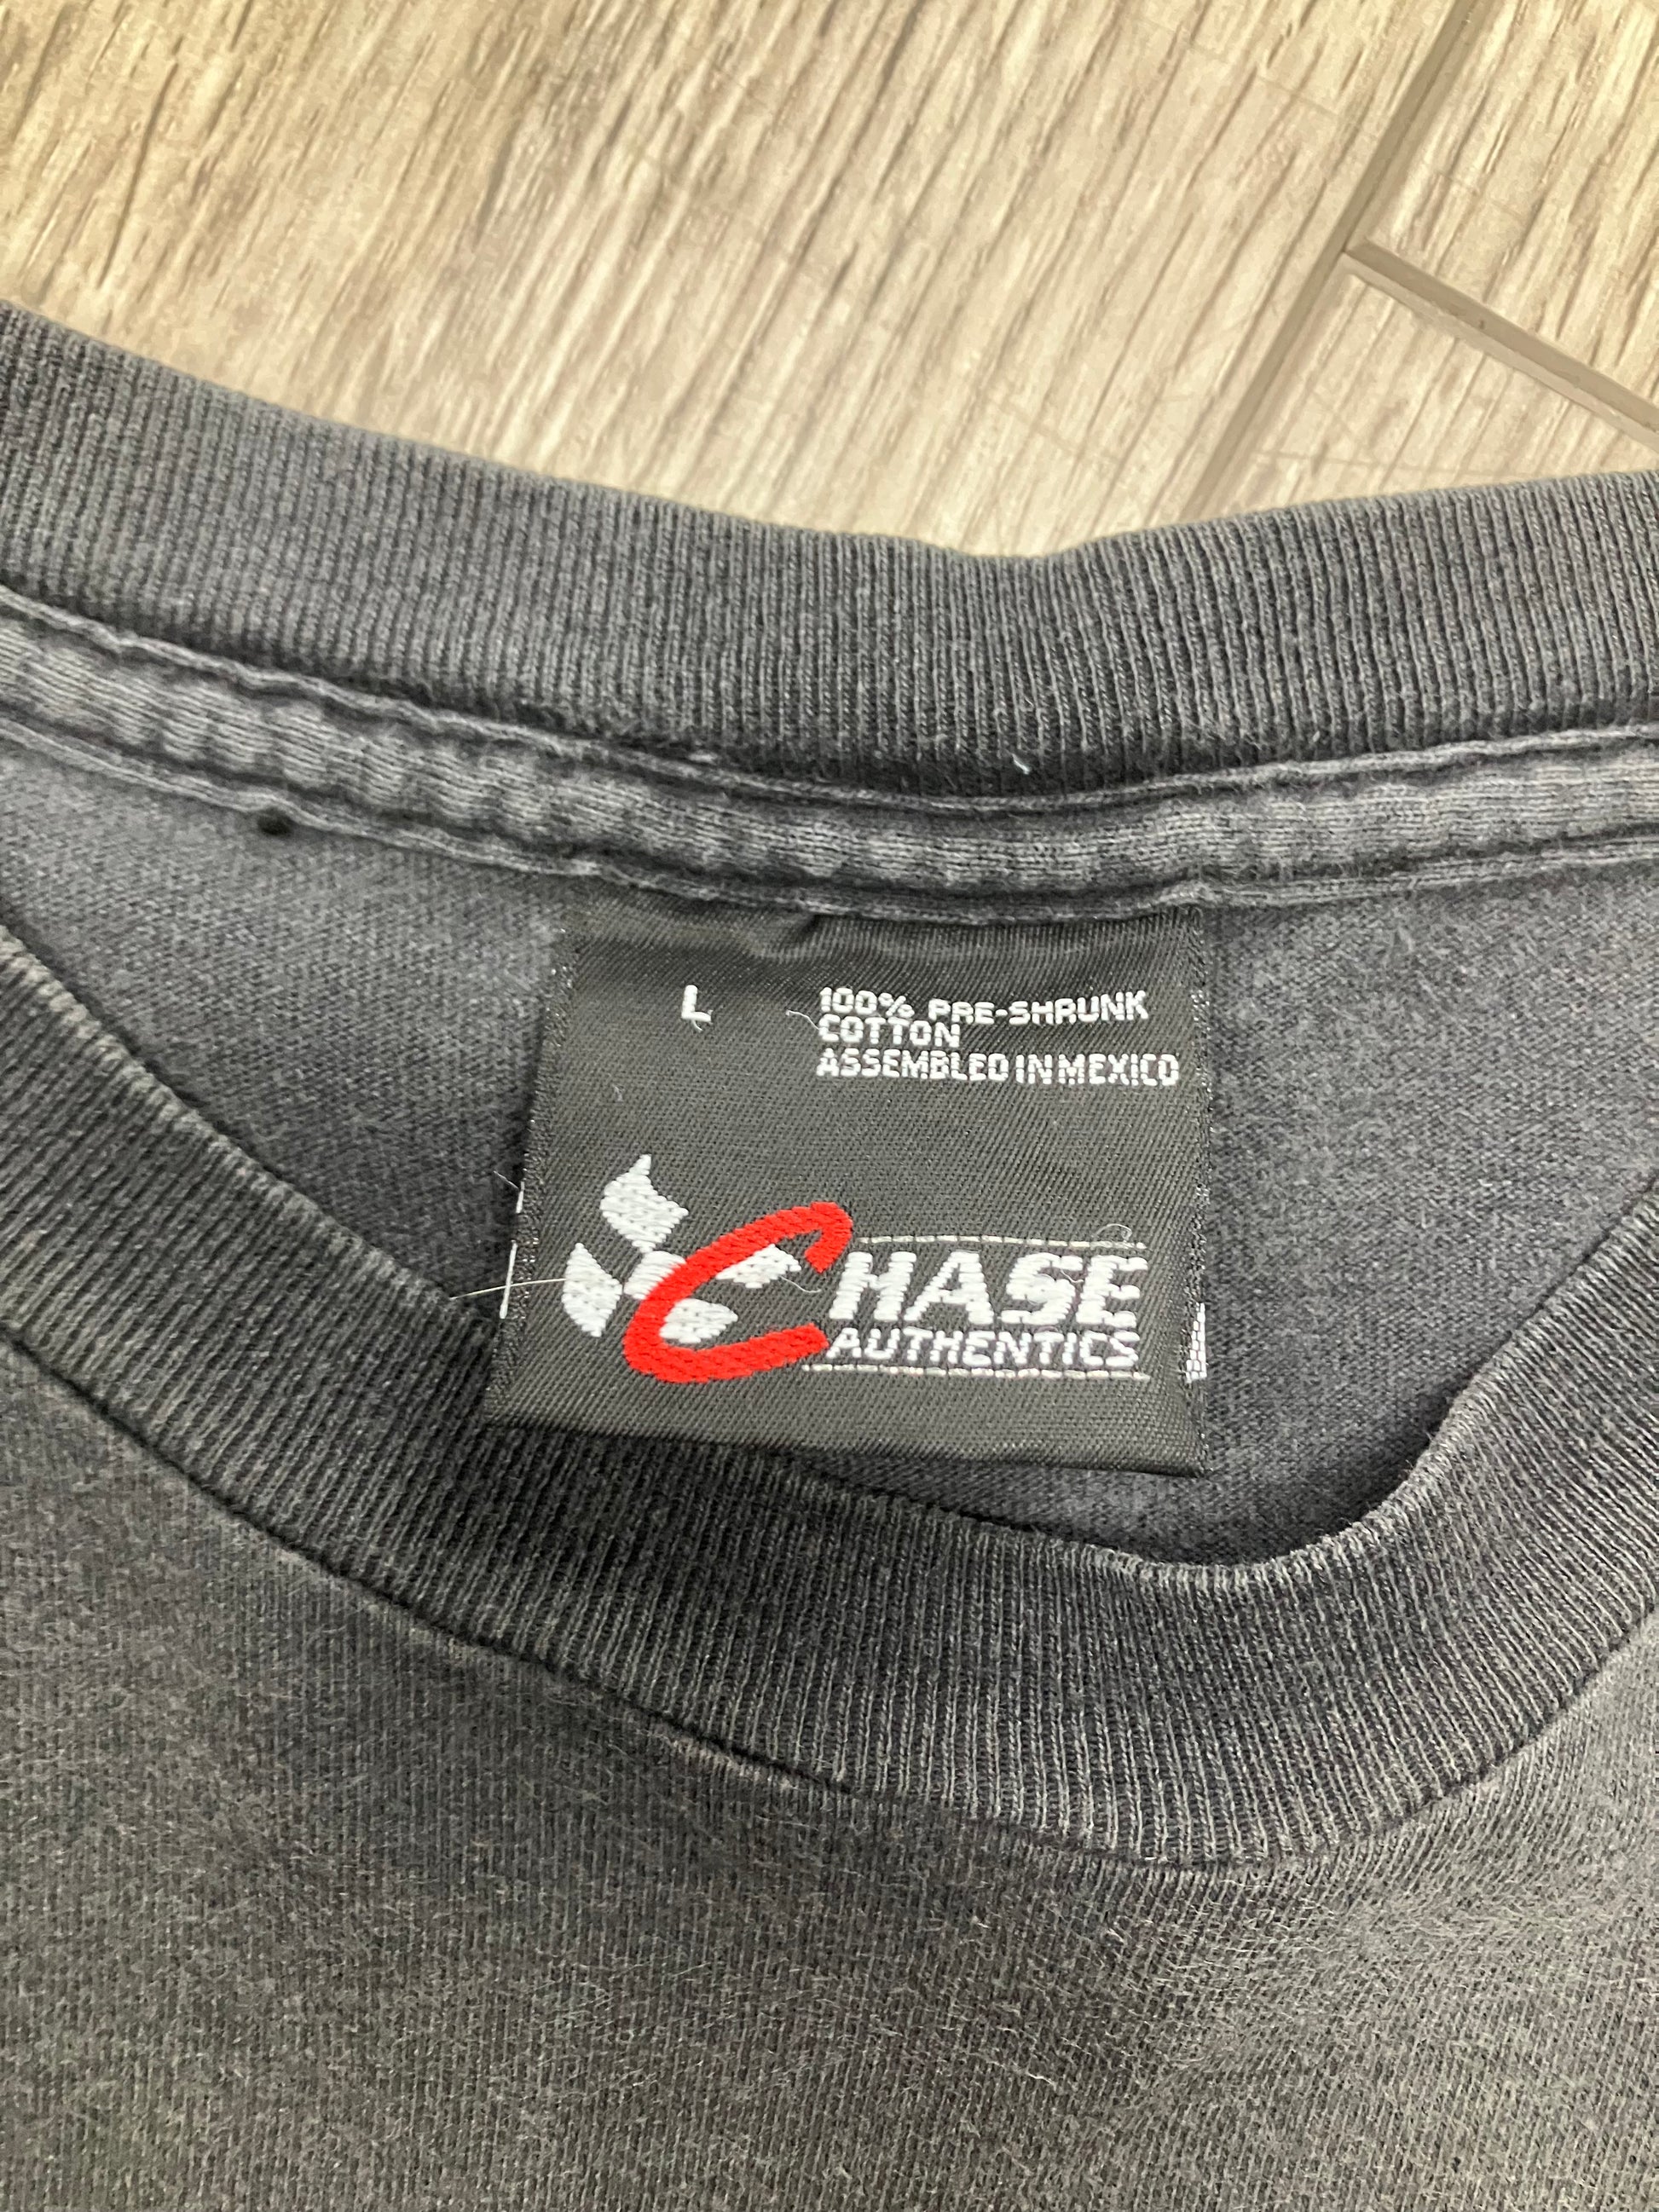 L
100% PRE-SHRUNK
COTTON
ASSEMBLED IN MEXICO
CHASE
AUTHENTICS